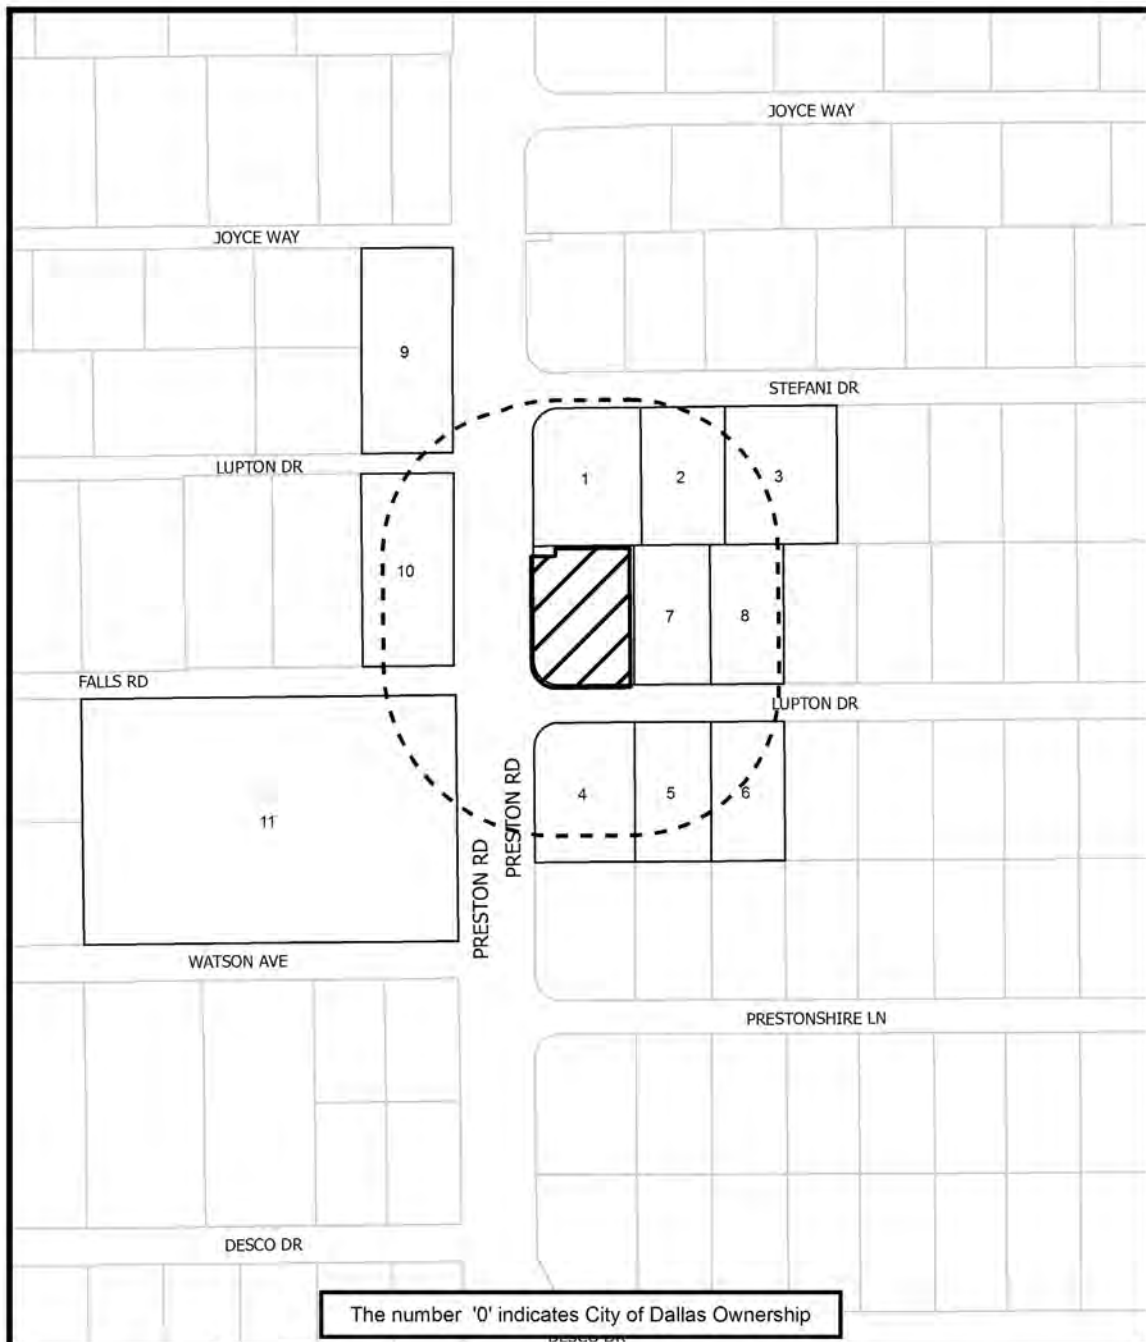 JOYCE WAY
JOYCE WAY
9
STEFANI DR
LUPTON DR
1
2
3
10
7
8
FALLS RD
LUPTON DR
PRESTON RD
4
5
6
11
PRESTON RD
WATSON AVE
PRESTONSHIRE LN
DESCO DR
The number '0' indicates City of Dallas Ownership
DESCO DR